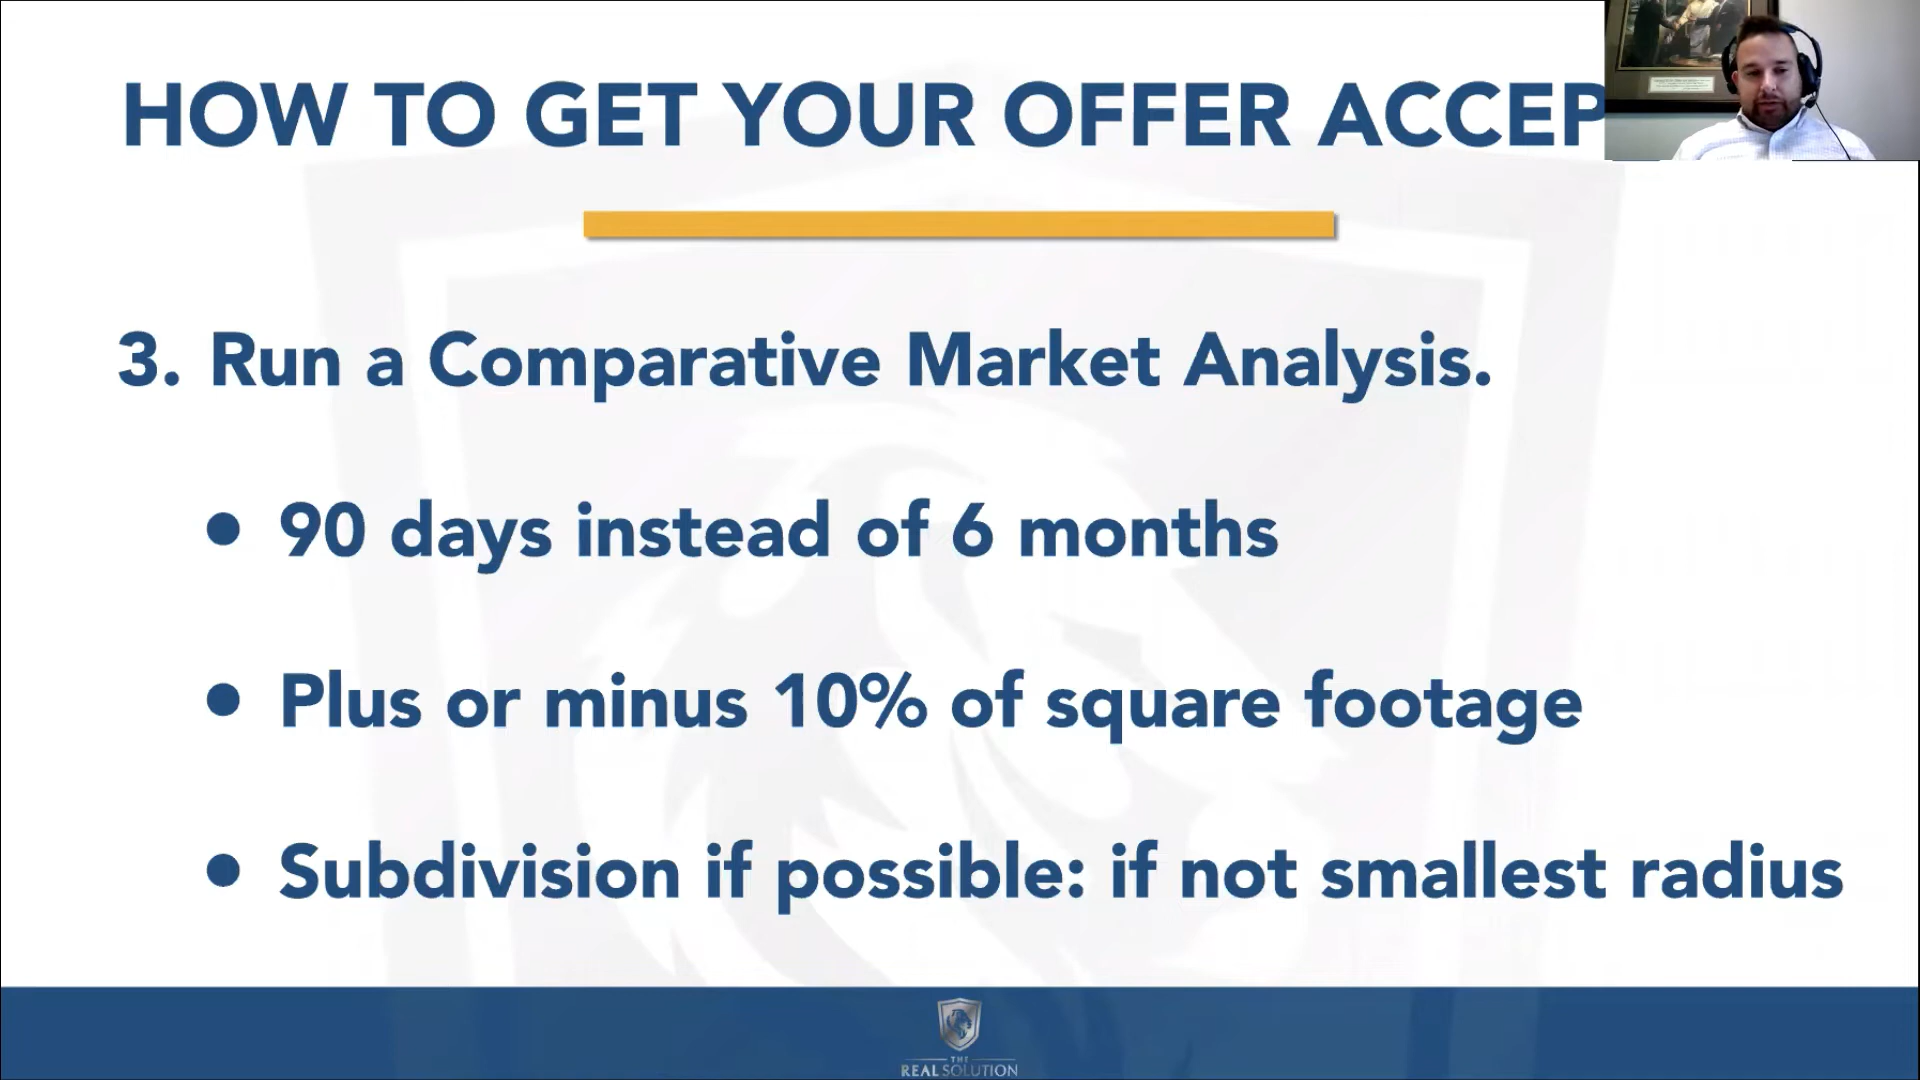 HOW TO GET YOUR OFFER ACCEP
3. Run a Comparative Market Analysis.
• 90 days instead of 6 months
• Plus or minus 10% of square footage
• Subdivision if possible: if not smallest radius
THE
REAL SOLUTION